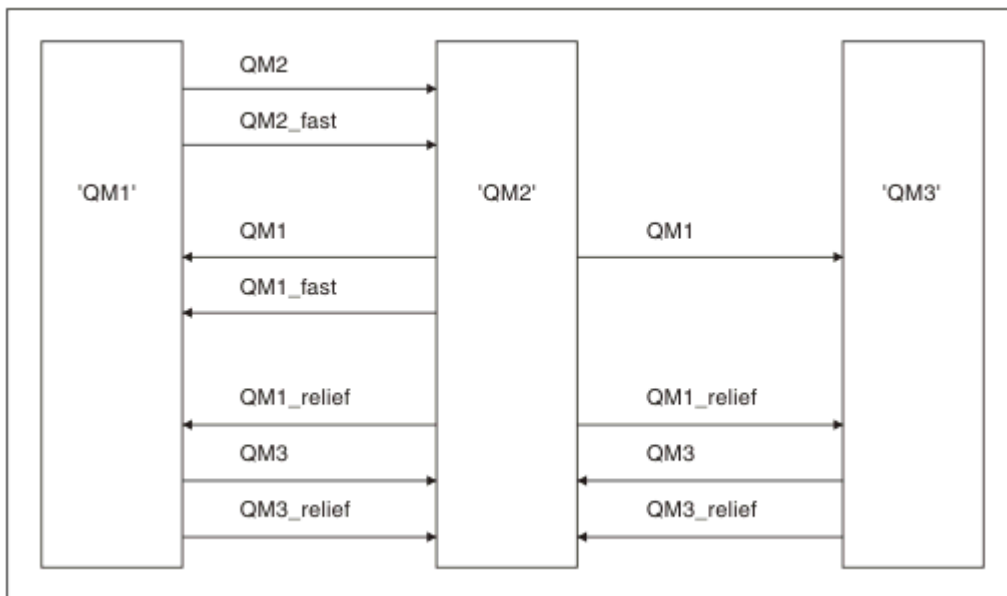 QM2
QM2_fast
'QM1' 'QM2' 'QM3'
QM1 QM1
QM1_fast
QM1_relief QM1_relief
QM3 QM3
QM3_relief QM3_relief